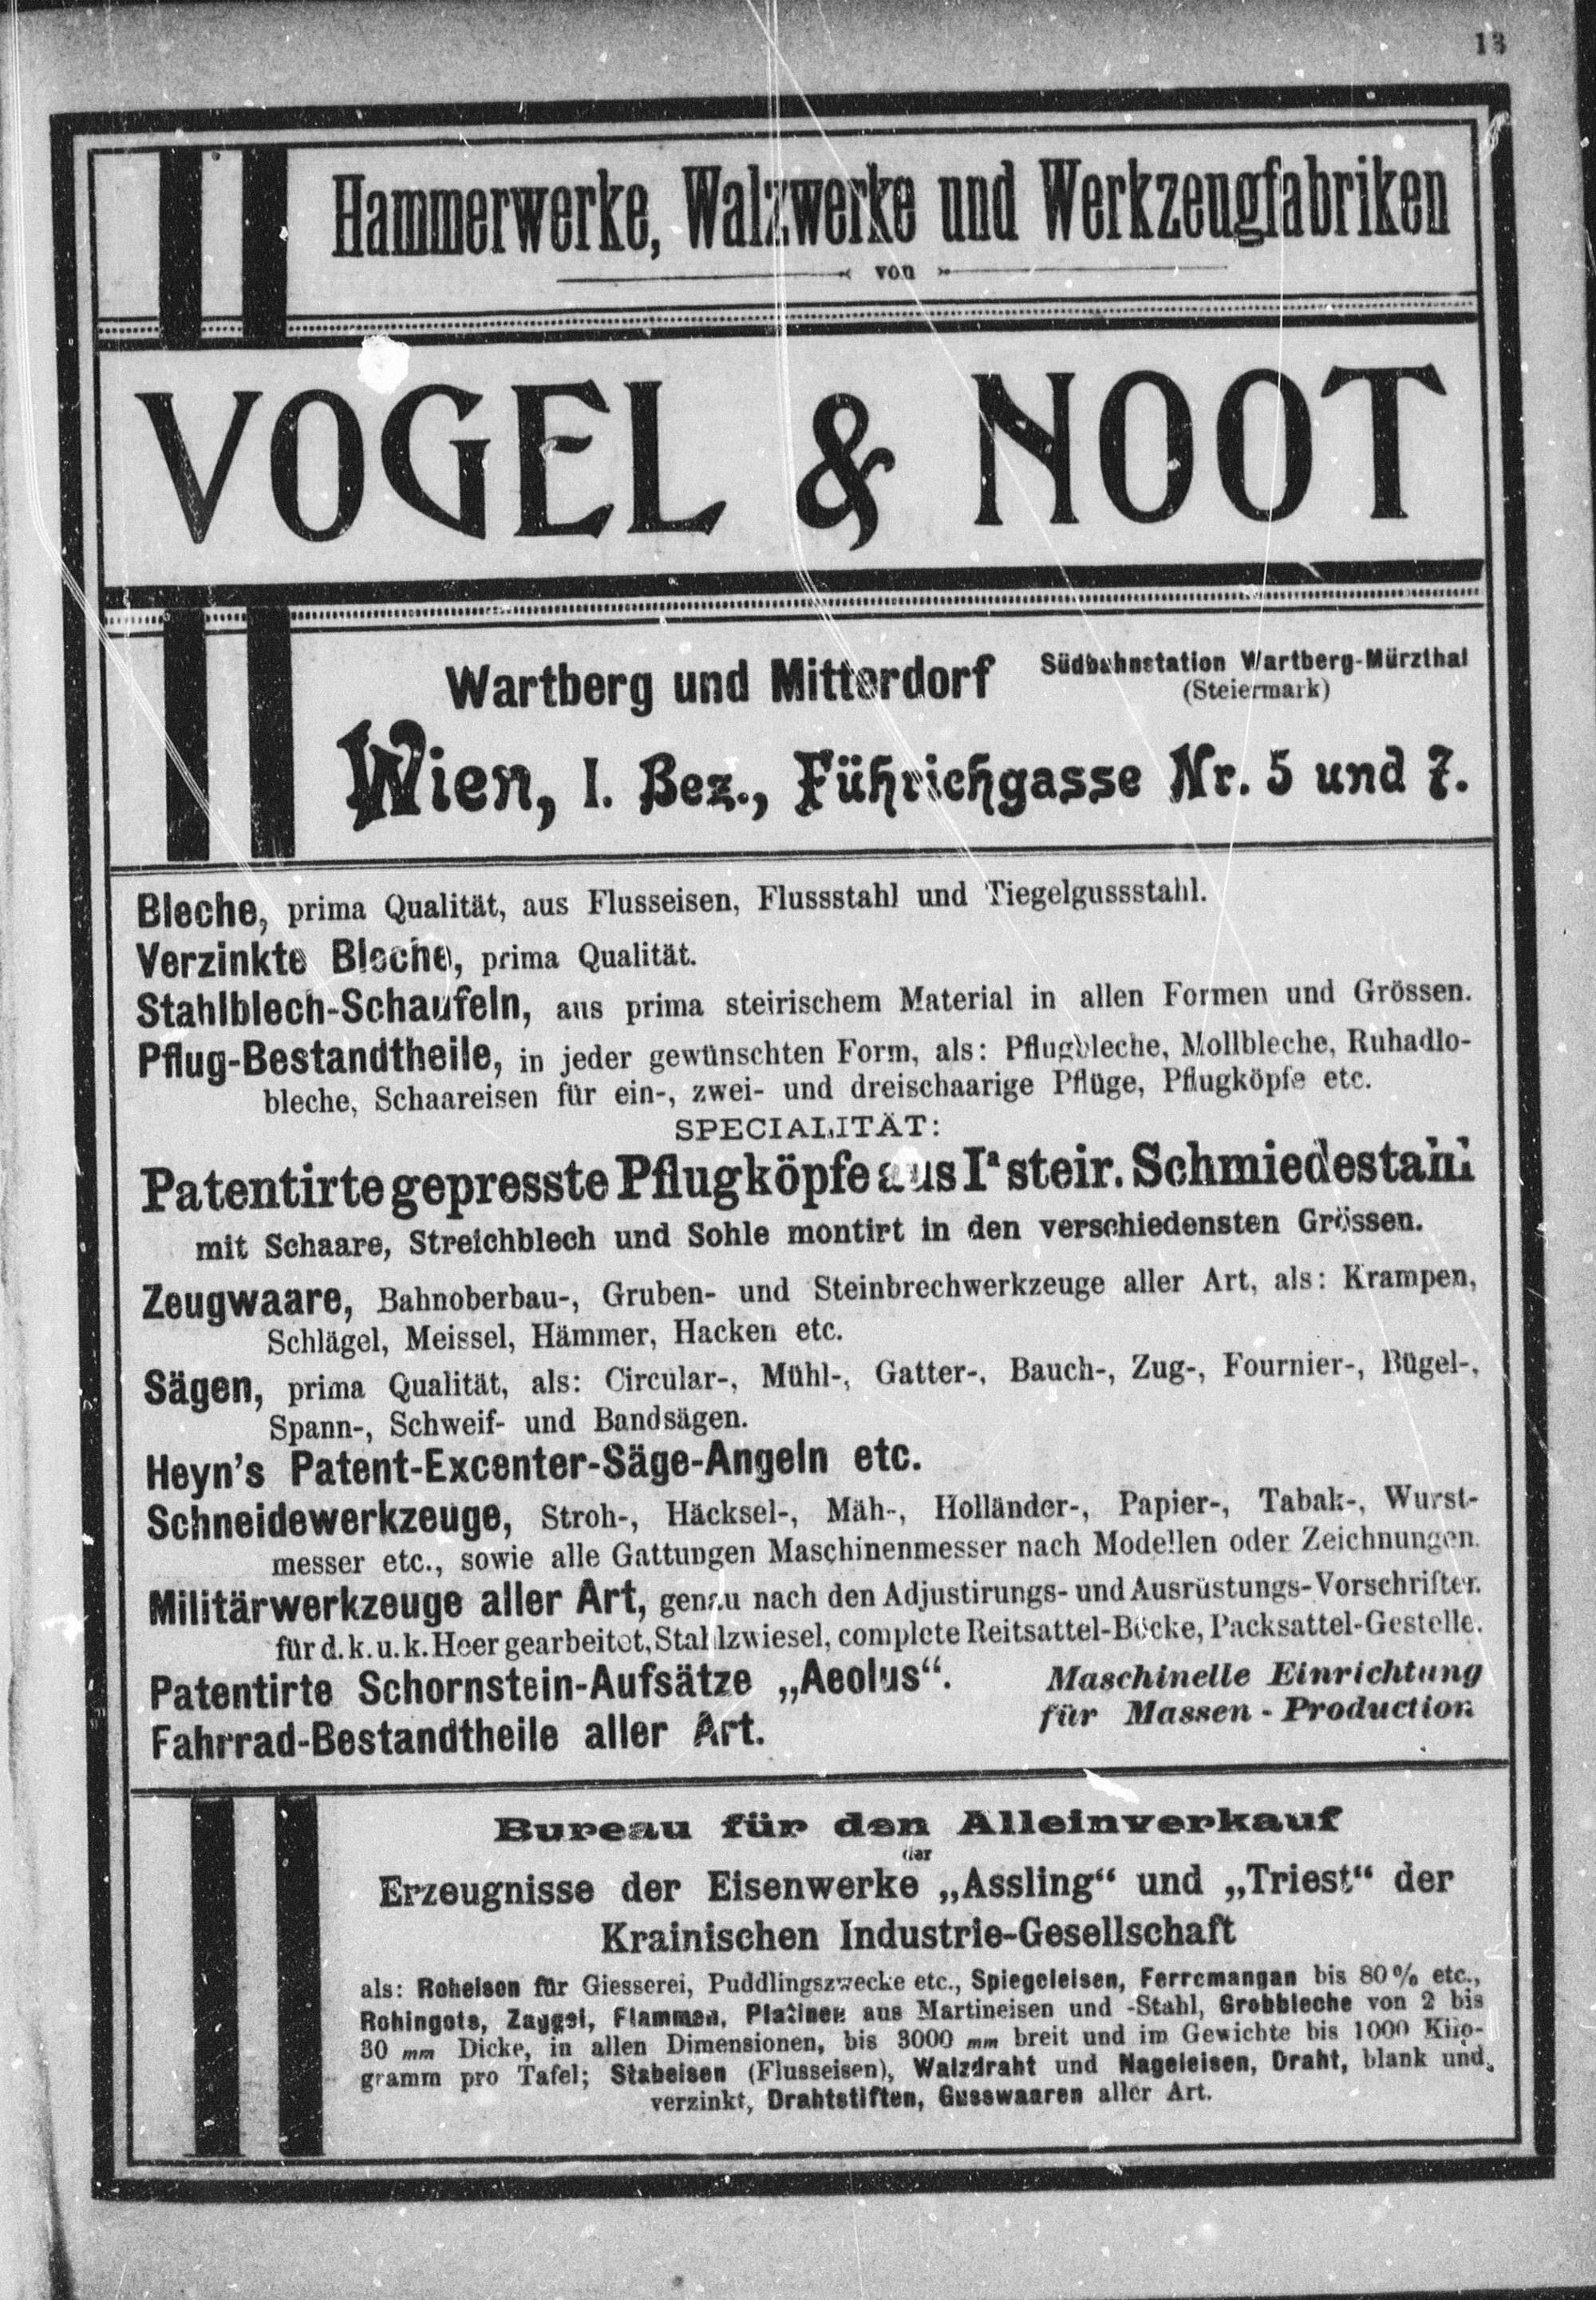 13
Hammerwerke, Walzwerke und Werkzeugfabriken
von
VOGEL & NOOT
Wartberg und Mitterdorf Südbahnstation Wartberg-Mürzthal
(Steiermark)
Wien, I. Bez., Führichgasse Nr. 5 und 7.
Bleche, prima Qualität, aus Flusseisen, Flussstahl und Tiegelgussstahl.
Verzinkte Bleche, prima Qualität.
Stahlblech-Schaufeln, aus prima steirischem Material in allen Formen und Grössen.
Pflug-Bestandtheile, in jeder gewünschten Form, als: Pflugbleche, Mollbleche, Ruhadlo-
bleche, Schaareisen für ein-, zwei- und dreischaarige Pflüge, Pflugköpfe etc.
SPECIALITÄT:
Patentirte gepresste Pflugköpfe aus Iª steir. Schmiedestahl
mit Schaare, Streichblech und Sohle montirt in den verschiedensten Grössen.
Zeugwaare, Bahnoberbau-, Gruben- und Steinbrechwerkzeuge aller Art, als: Krampen,
Schlägel, Meissel, Hämmer, Hacken etc.
Sägen, prima Qualität, als: Circular-, Mühl-, Gatter-, Bauch-, Zug-, Fournier-, Bügel-,
Spann-, Schweif- und Bandsägen.
Heyn's Patent-Excenter-Säge-Angeln etc.
Schneidewerkzeuge, Stroh-, Häcksel-, Mäh-, Holländer-, Papier-, Tabak-, Wurst-
messer etc., sowie alle Gattungen Maschinenmesser nach Modellen oder Zeichnungen.
Militärwerkzeuge aller Art, genau nach den Adjustirungs- und Ausrüstungs-Vorschriften
für d. k. u. k. Heer gearbeitet, Stahlzwiesel, complete Reitsattel-Böcke, Packsattel-Gestelle.
Patentirte Schornstein-Aufsätze „Aeolus“. Maschinelle Einrichtung
Fahrrad-Bestandtheile aller Art. für Massen-Production
Bureau für den Alleinverkauf
der
Erzeugnisse der Eisenwerke „Assling“ und „Triest“ der
Krainischen Industrie-Gesellschaft
als: Roheisen für Giesserei, Puddlingszwecke etc., Spiegeleisen, Ferromangan bis 80% etc.,
Rohingots, Zaggel, Flammen, Platinen aus Martineisen und -Stahl, Grobbleche von 2 bis
30 mm Dicke, in allen Dimensionen, bis 3000 mm breit und im Gewichte bis 1000 Kilo-
gramm pro Tafel; Stabeisen (Flusseisen), Walzdraht und Nageleisen, Draht, blank und
verzinkt, Drahtstiften, Gusswaaren aller Art.